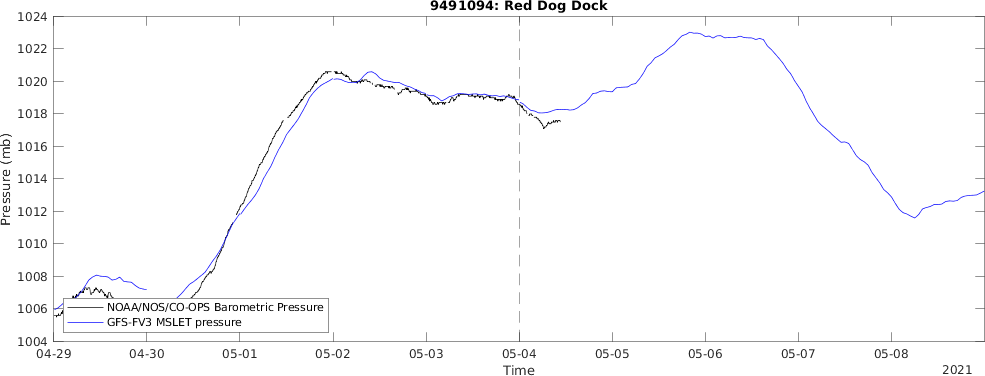 9491094: Red Dog Dock
1024
1022
1020
1018
1016
1014
1012
1010
1008
1006
1004
Pressure (mb)
NOAA/NOS/CO-OPS Barometric Pressure
GFS-FV3 MSLET pressure
04-29 04-30 05-01 05-02 05-03 05-04 05-05 05-06 05-07 05-08
Time
2021